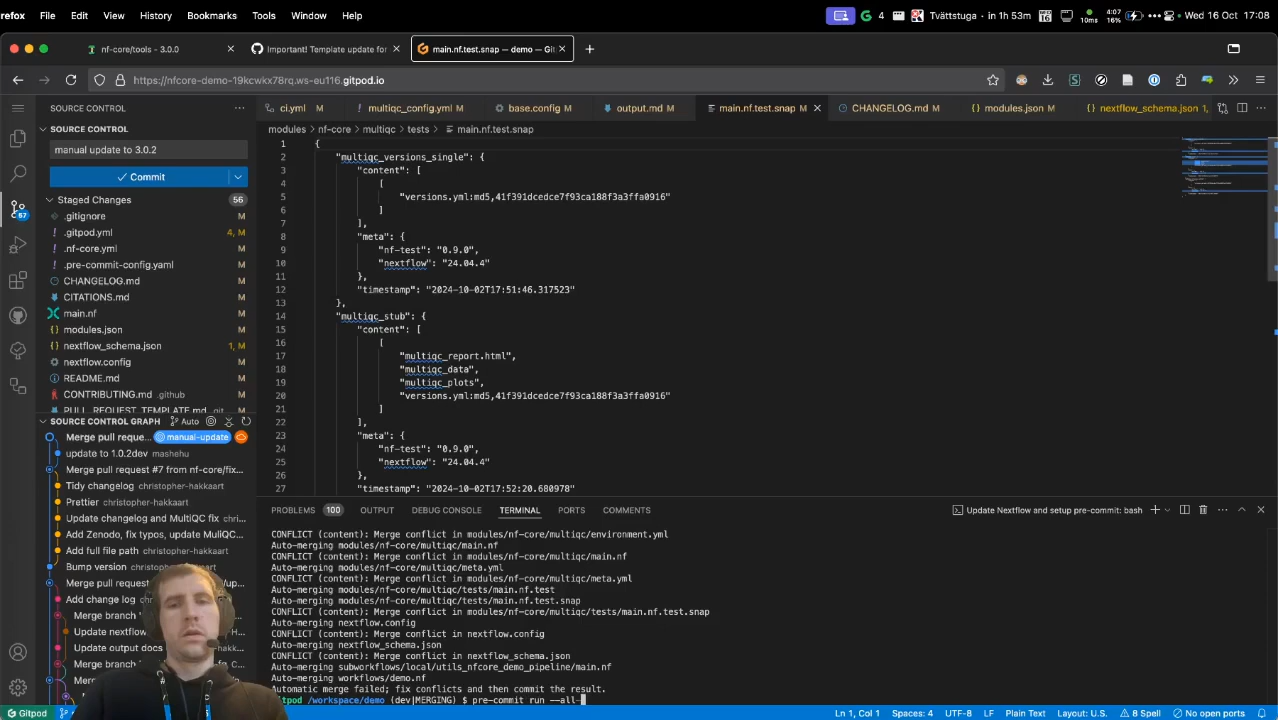 refox File Edit View History Bookmarks Tools Window Help G 4 Tvättstuga · in 1h 53m 10ms 4:07 16% Wed 16 Oct 17:08
nf-core/tools - 3.0.0 Important! Template update for main.nf.test.snap — demo — Git
https://nfcore-demo-19kcwkx78rq.ws-eu116.gitpod.io
SOURCE CONTROL
ci.yml M multiqc_config.yml M base.config M output.md M main.nf.test.snap M CHANGELOG.md M modules.json M nextflow_schema.json 1,
SOURCE CONTROL
modules > nf-core > multiqc > tests > main.nf.test.snap
manual update to 3.0.2
Commit
Staged Changes 56
.gitignore M
.gitpod.yml 4, M
.nf-core.yml M
.pre-commit-config.yaml M
CHANGELOG.md M
CITATIONS.md M
main.nf M
modules.json M
nextflow_schema.json 1, M
nextflow.config M
README.md M
CONTRIBUTING.md .github M
PULL_REQUEST_TEMPLATE.md .git...
57
SOURCE CONTROL GRAPH Auto
Merge pull reque... manual-update
update to 1.0.2dev mashehu
Merge pull request #7 from nf-core/fix...
Tidy changelog christopher-hakkaart
Prettier christopher-hakkaart
Update changelog and MultiQC fix chri...
Add Zenodo, fix typos, update MuliQC...
Add full file path christopher-hakkaart
Bump version christopher-hakkaart
Merge pull request
Add change log
Merge branch
Update nextflow
Update output docs
Merge branch
1 {
2 "multiqc_versions_single": {
3 "content": [
4 [
5 "versions.yml:md5,41f391dcedce7f93ca188f3a3ffa0916"
6 ]
7 ],
8 "meta": {
9 "nf-test": "0.9.0",
10 "nextflow": "24.04.4"
11 },
12 "timestamp": "2024-10-02T17:51:46.317523"
13 },
14 "multiqc_stub": {
15 "content": [
16 [
17 "multiqc_report.html",
18 "multiqc_data",
19 "multiqc_plots",
20 "versions.yml:md5,41f391dcedce7f93ca188f3a3ffa0916"
21 ]
22 ],
23 "meta": {
24 "nf-test": "0.9.0",
25 "nextflow": "24.04.4"
26 },
27 "timestamp": "2024-10-02T17:52:20.680978"
PROBLEMS 100 OUTPUT DEBUG CONSOLE TERMINAL PORTS COMMENTS Update Nextflow and setup pre-commit: bash
CONFLICT (content): Merge conflict in modules/nf-core/multiqc/environment.yml
Auto-merging modules/nf-core/multiqc/main.nf
CONFLICT (content): Merge conflict in modules/nf-core/multiqc/main.nf
Auto-merging modules/nf-core/multiqc/meta.yml
CONFLICT (content): Merge conflict in modules/nf-core/multiqc/meta.yml
Auto-merging modules/nf-core/multiqc/tests/main.nf.test
Auto-merging modules/nf-core/multiqc/tests/main.nf.test.snap
CONFLICT (content): Merge conflict in modules/nf-core/multiqc/tests/main.nf.test.snap
Auto-merging nextflow.config
CONFLICT (content): Merge conflict in nextflow.config
Auto-merging nextflow_schema.json
CONFLICT (content): Merge conflict in nextflow_schema.json
Auto-merging subworkflows/local/utils_nfcore_demo_pipeline/main.nf
Auto-merging workflows/demo.nf
Automatic merge failed; fix conflicts and then commit the result.
Gitpod /workspace/demo (dev|MERGING) $ pre-commit run --all-
Gitpod Ln 1, Col 1 Spaces: 4 UTF-8 LF Plain Text Layout: U.S. 8 Spell No open ports